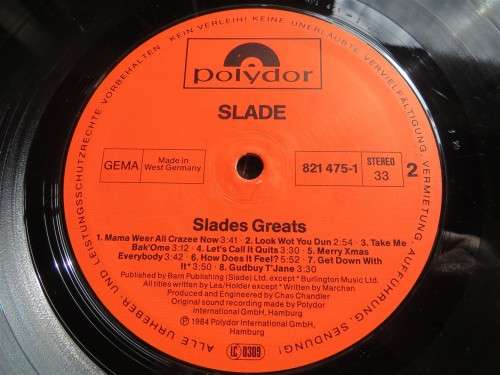 KEIN VERLEIH! KEINE UNERLAUBTE VERVIELFÄLTIGUNG, VERMIETUNG, AUFFÜHRUNG, SENDUNG!
ALLE URHEBER- UND LEISTUNGSSCHUTZRECHTE VORBEHALTEN
polydor
SLADE
GEMA
Made in
West Germany
821 475-1
STEREO
33
2
Slades Greats
1. Mama Weer All Crazee Now 3:41 · 2. Look Wot You Dun 2:54 · 3. Take Me
Bak'Ome 3:13 · 4. Let's Call It Quits 3:30 · 5. Merry Xmas
Everybody 3:42 · 6. How Does It Feel? 5:52 · 7. Get Down With
It* 3:50 · 8. Gudbuy T'Jane 3:30
Published by Barn Publishing (Slade) Ltd. except * Burlington Music Ltd.
All titles written by Lea/Holder except * Written by Marchan
Produced and Engineered by Chas Chandler
Original sound recording made by Polydor
International GmbH, Hamburg
℗ 1984 Polydor International GmbH,
Hamburg
LC 0309